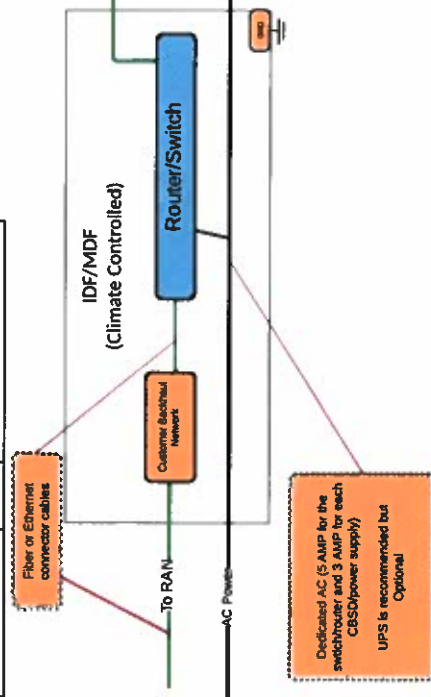 GND
IDF/MDF
(Climate Controlled)
Router/Switch
Fiber or Ethernet
connector cables
Customer Backhaul
Network
To RAN
AC Power
Dedicated AC (5 AMP for the
switch/router and 3 AMP for each
CBSD/power supply)
UPS is recommended but
Optional